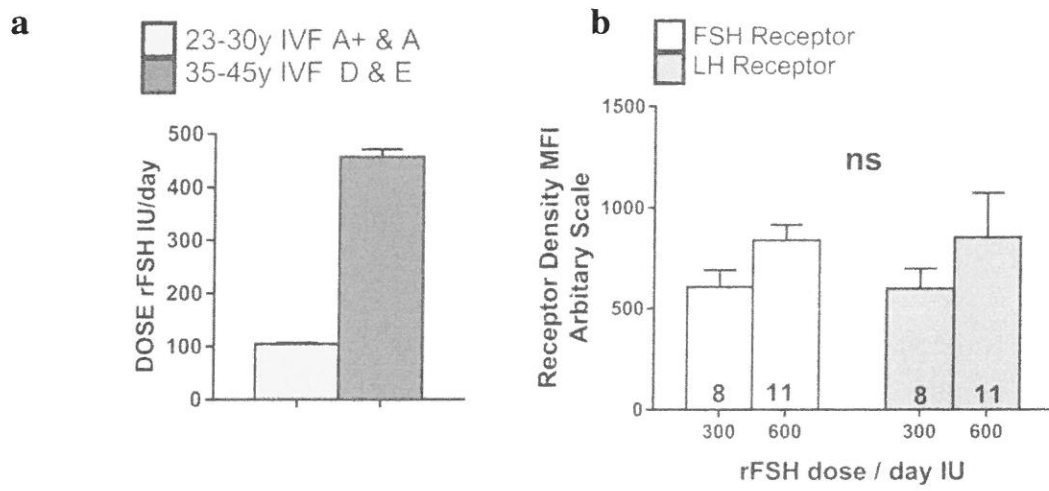 a
23-30y IVF A+ & A
35-45y IVF D & E
DOSE rFSH IU/day
500
400
300
200
100
0
b
FSH Receptor
LH Receptor
Receptor Density MFI
Arbitary Scale
1500
1000
500
0
ns
8
11
8
11
300
600
300
600
rFSH dose / day IU